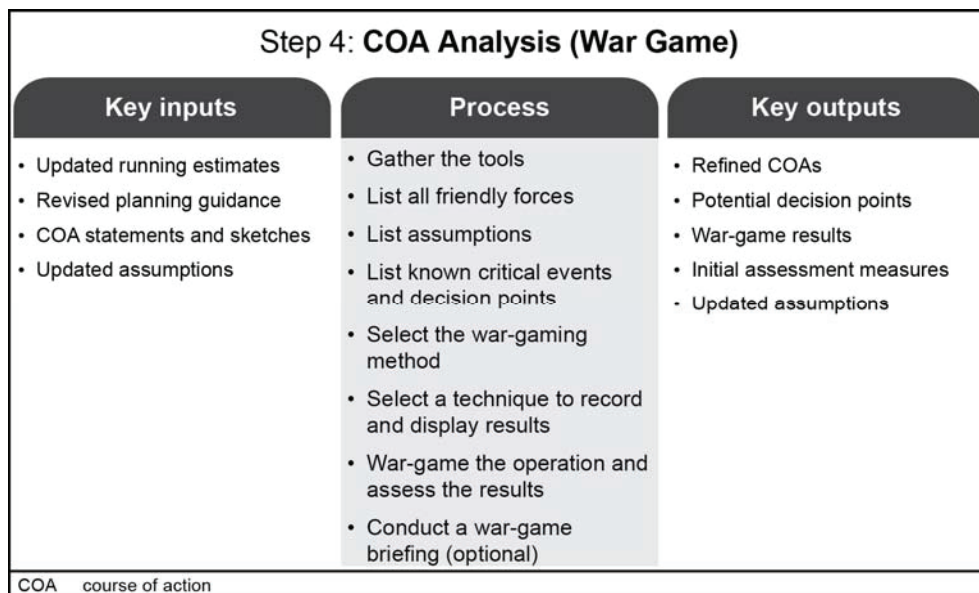 Step 4: COA Analysis (War Game)
Key inputs
• Updated running estimates
• Revised planning guidance
• COA statements and sketches
• Updated assumptions
Process
• Gather the tools
• List all friendly forces
• List assumptions
• List known critical events
and decision points
• Select the war-gaming
method
• Select a technique to record
and display results
• War-game the operation and
assess the results
• Conduct a war-game
briefing (optional)
Key outputs
• Refined COAs
• Potential decision points
• War-game results
• Initial assessment measures
- Updated assumptions
COA course of action